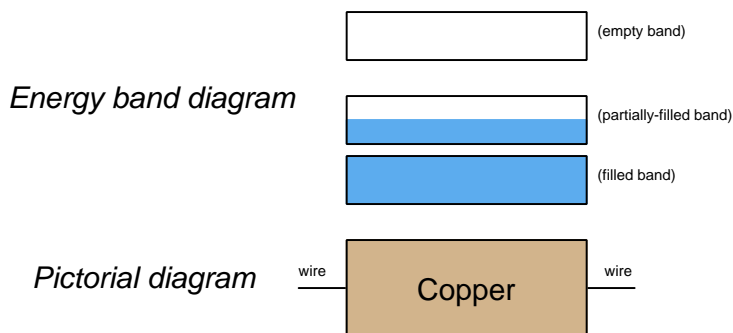 (empty band)
Energy band diagram
(partially-filled band)
(filled band)
Pictorial diagram
wire
Copper
wire